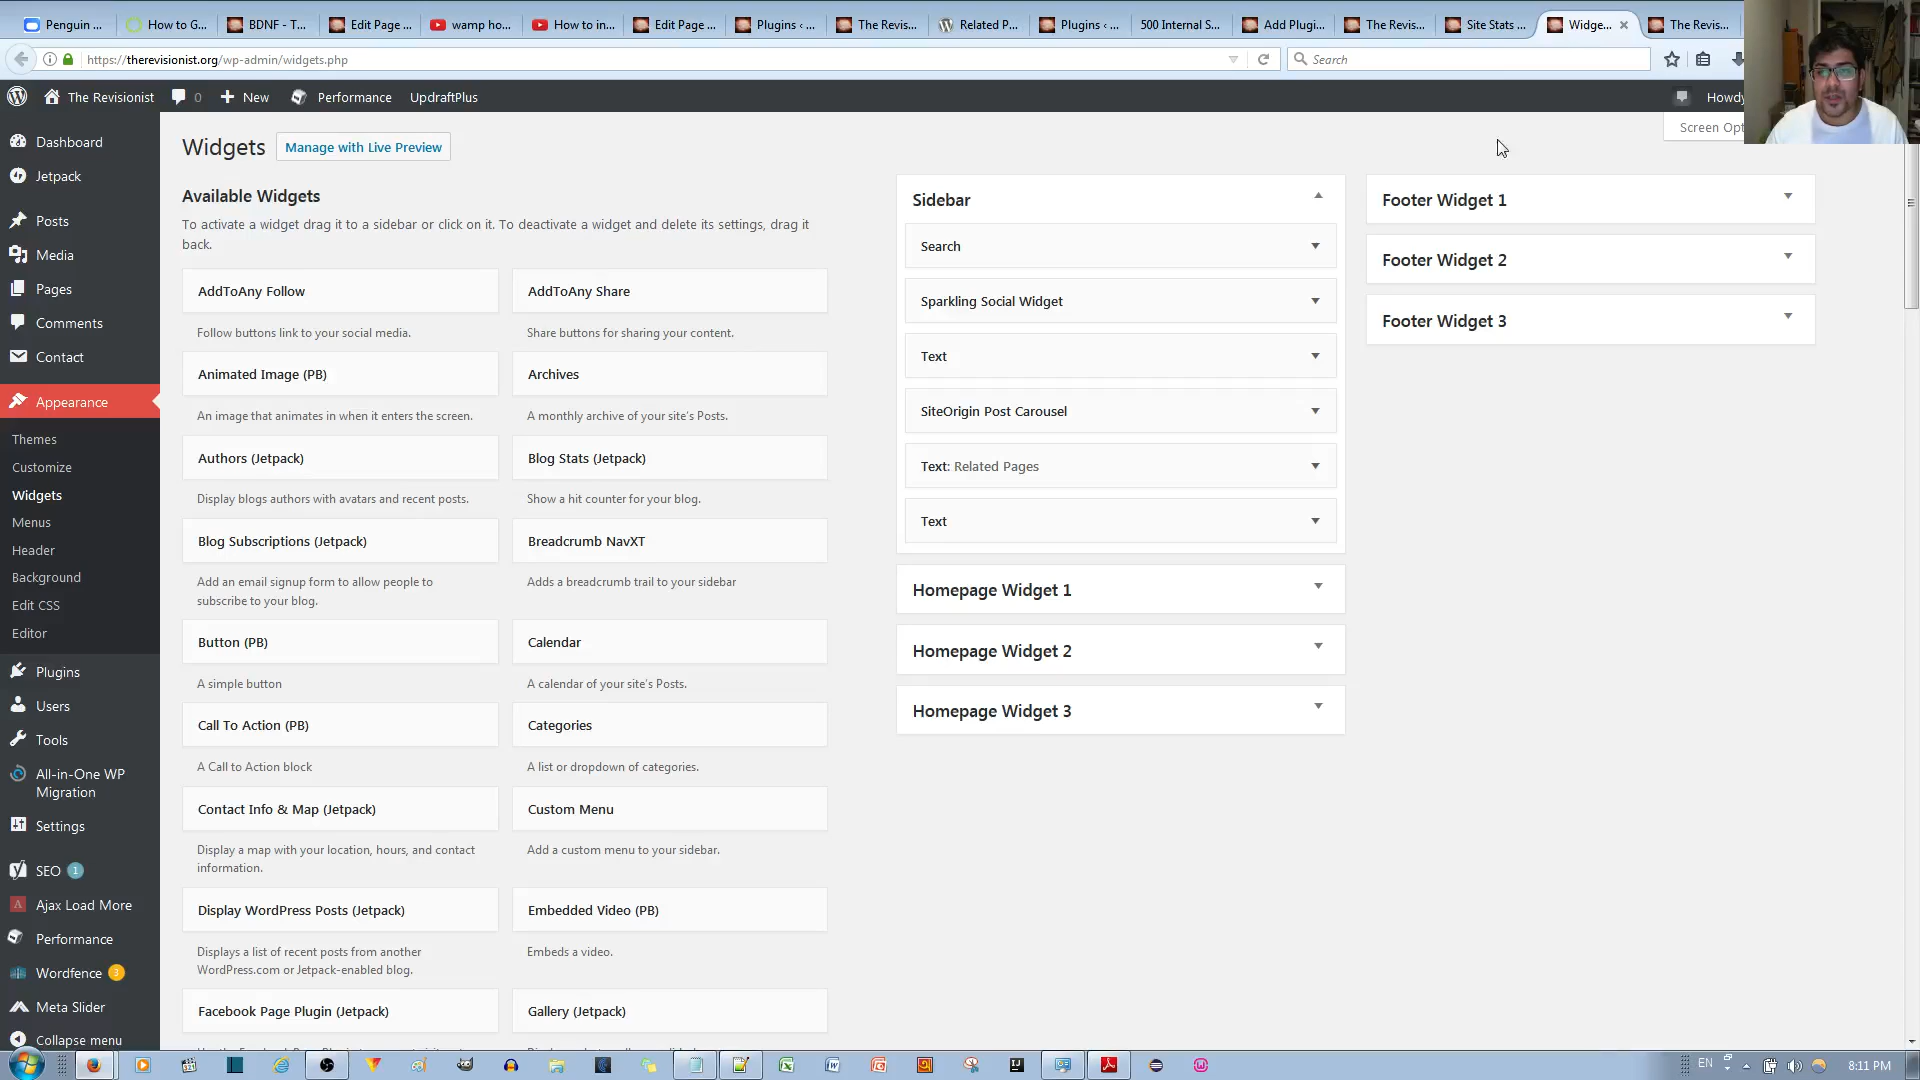 Penguin ...
How to G...
BDNF - T...
Edit Page ...
wamp ho...
How to in...
Edit Page ...
Plugins ‹ ...
The Revis...
Related P...
Plugins ‹ ...
500 Internal S...
Add Plugi...
The Revis...
Site Stats ...
Widge...
The Revis...
https://therevisionist.org/wp-admin/widgets.php
Search
The Revisionist
0
New
Performance
UpdraftPlus
Howdy
Screen Opt
Dashboard
Jetpack
Posts
Media
Pages
Comments
Contact
Appearance
Themes
Customize
Widgets
Menus
Header
Background
Edit CSS
Editor
Plugins
Users
Tools
All-in-One WP
Migration
Settings
SEO 1
Ajax Load More
Performance
Wordfence 3
Meta Slider
Collapse menu
Widgets
Manage with Live Preview
Available Widgets
To activate a widget drag it to a sidebar or click on it. To deactivate a widget and delete its settings, drag it
back.
AddToAny Follow
Follow buttons link to your social media.
AddToAny Share
Share buttons for sharing your content.
Animated Image (PB)
An image that animates in when it enters the screen.
Archives
A monthly archive of your site's Posts.
Authors (Jetpack)
Display blogs authors with avatars and recent posts.
Blog Stats (Jetpack)
Show a hit counter for your blog.
Blog Subscriptions (Jetpack)
Add an email signup form to allow people to
subscribe to your blog.
Breadcrumb NavXT
Adds a breadcrumb trail to your sidebar
Button (PB)
A simple button
Calendar
A calendar of your site's Posts.
Call To Action (PB)
A Call to Action block
Categories
A list or dropdown of categories.
Contact Info & Map (Jetpack)
Display a map with your location, hours, and contact
information.
Custom Menu
Add a custom menu to your sidebar.
Display WordPress Posts (Jetpack)
Displays a list of recent posts from another
WordPress.com or Jetpack-enabled blog.
Embedded Video (PB)
Embeds a video.
Facebook Page Plugin (Jetpack)
Gallery (Jetpack)
Sidebar
Search
Sparkling Social Widget
Text
SiteOrigin Post Carousel
Text: Related Pages
Text
Homepage Widget 1
Homepage Widget 2
Homepage Widget 3
Footer Widget 1
Footer Widget 2
Footer Widget 3
EN
8:11 PM